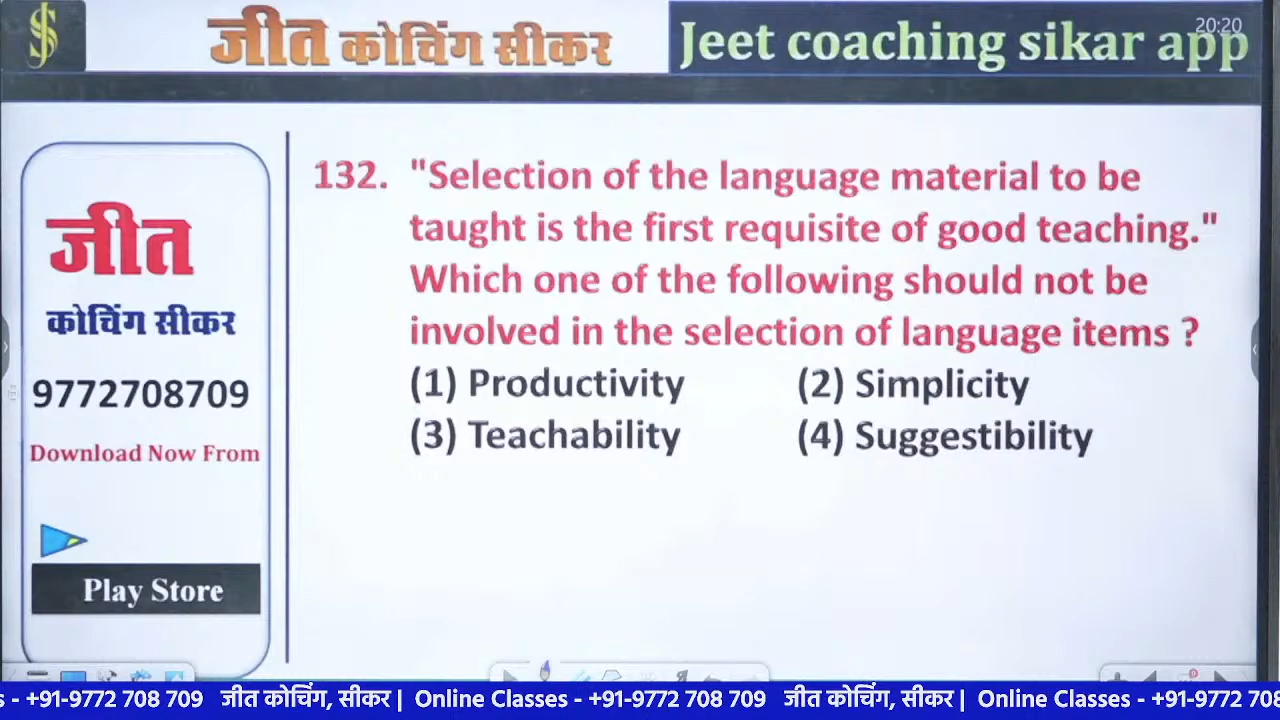 जीत कोचिंग सीकर
Jeet coaching sikar app
20:20
132. "Selection of the language material to be
taught is the first requisite of good teaching."
Which one of the following should not be
involved in the selection of language items ?
(1) Productivity (2) Simplicity
(3) Teachability (4) Suggestibility
जीत
कोचिंग सीकर
9772708709
Download Now From
Play Store
s - +91-9772 708 709 जीत कोचिंग, सीकर | Online Classes - +91-9772 708 709 जीत कोचिंग, सीकर | Online Classes - +91-9772 708